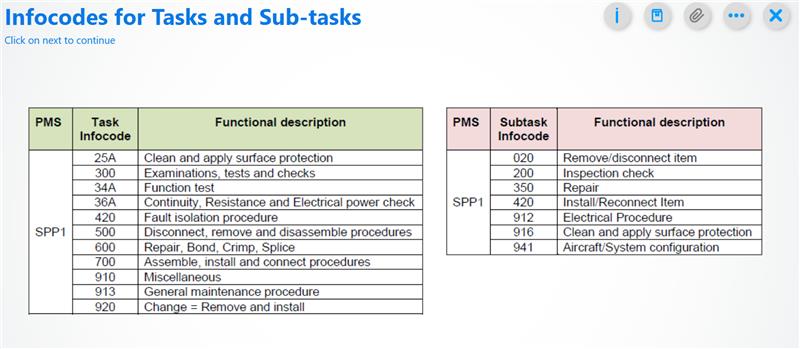 Infocodes for Tasks and Sub-tasks
Click on next to continue
PMS Task Infocode Functional description
SPP1
25A Clean and apply surface protection
300 Examinations, tests and checks
34A Function test
36A Continuity, Resistance and Electrical power check
420 Fault isolation procedure
500 Disconnect, remove and disassemble procedures
600 Repair, Bond, Crimp, Splice
700 Assemble, install and connect procedures
910 Miscellaneous
913 General maintenance procedure
920 Change = Remove and install
PMS Subtask Infocode Functional description
SPP1
020 Remove/disconnect item
200 Inspection check
350 Repair
420 Install/Reconnect Item
912 Electrical Procedure
916 Clean and apply surface protection
941 Aircraft/System configuration